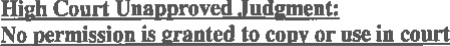 High Court Unapproved Judgment:
No permission is granted to copy or use in court